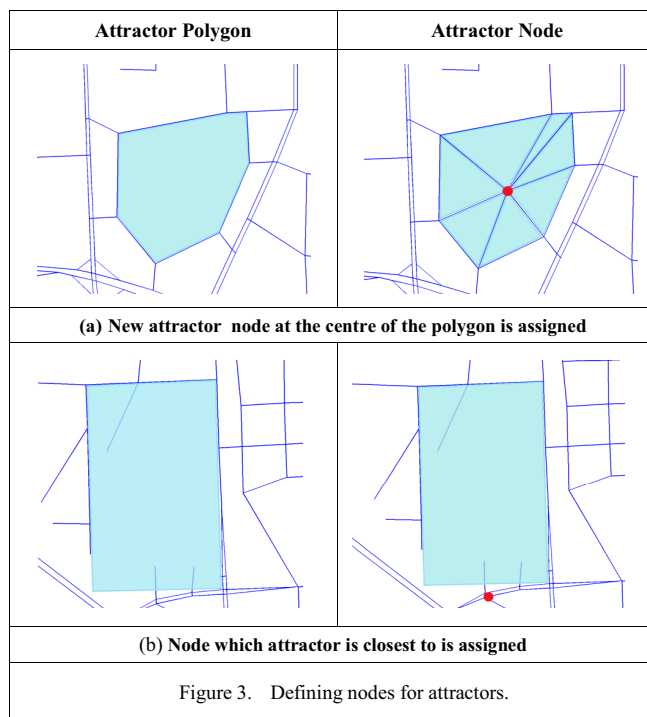 Attractor Polygon
Attractor Node
(a) New attractor node at the centre of the polygon is assigned
(b) Node which attractor is closest to is assigned
Figure 3. Defining nodes for attractors.